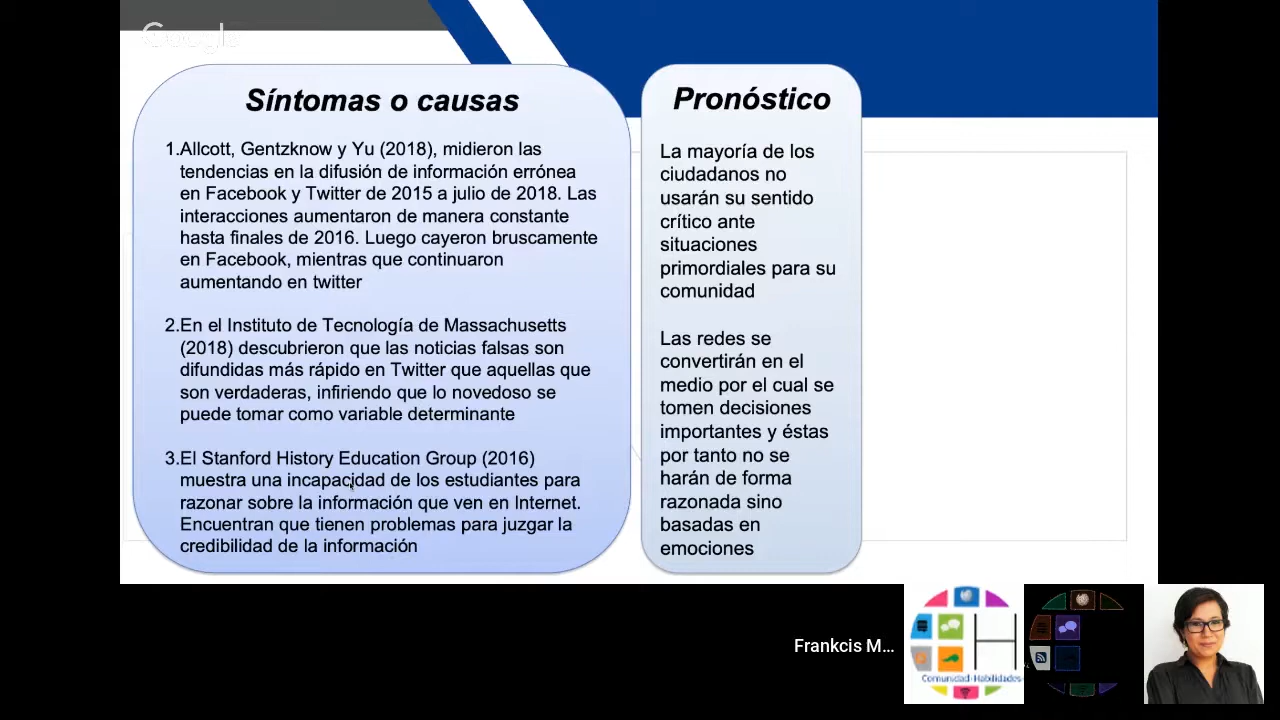 Google
Síntomas o causas
1.Allcott, Gentzknow y Yu (2018), midieron las
tendencias en la difusión de información errónea
en Facebook y Twitter de 2015 a julio de 2018. Las
interacciones aumentaron de manera constante
hasta finales de 2016. Luego cayeron bruscamente
en Facebook, mientras que continuaron
aumentando en twitter
2.En el Instituto de Tecnología de Massachusetts
(2018) descubrieron que las noticias falsas son
difundidas más rápido en Twitter que aquellas que
son verdaderas, infiriendo que lo novedoso se
puede tomar como variable determinante
3.El Stanford History Education Group (2016)
muestra una incapacidad de los estudiantes para
razonar sobre la información que ven en Internet.
Encuentran que tienen problemas para juzgar la
credibilidad de la información
Pronóstico
La mayoría de los
ciudadanos no
usarán su sentido
crítico ante
situaciones
primordiales para su
comunidad
Las redes se
convertirán en el
medio por el cual se
tomen decisiones
importantes y éstas
por tanto no se
harán de forma
razonada sino
basadas en
emociones
Frankcis M...
H
Comunidad-Habilidades-